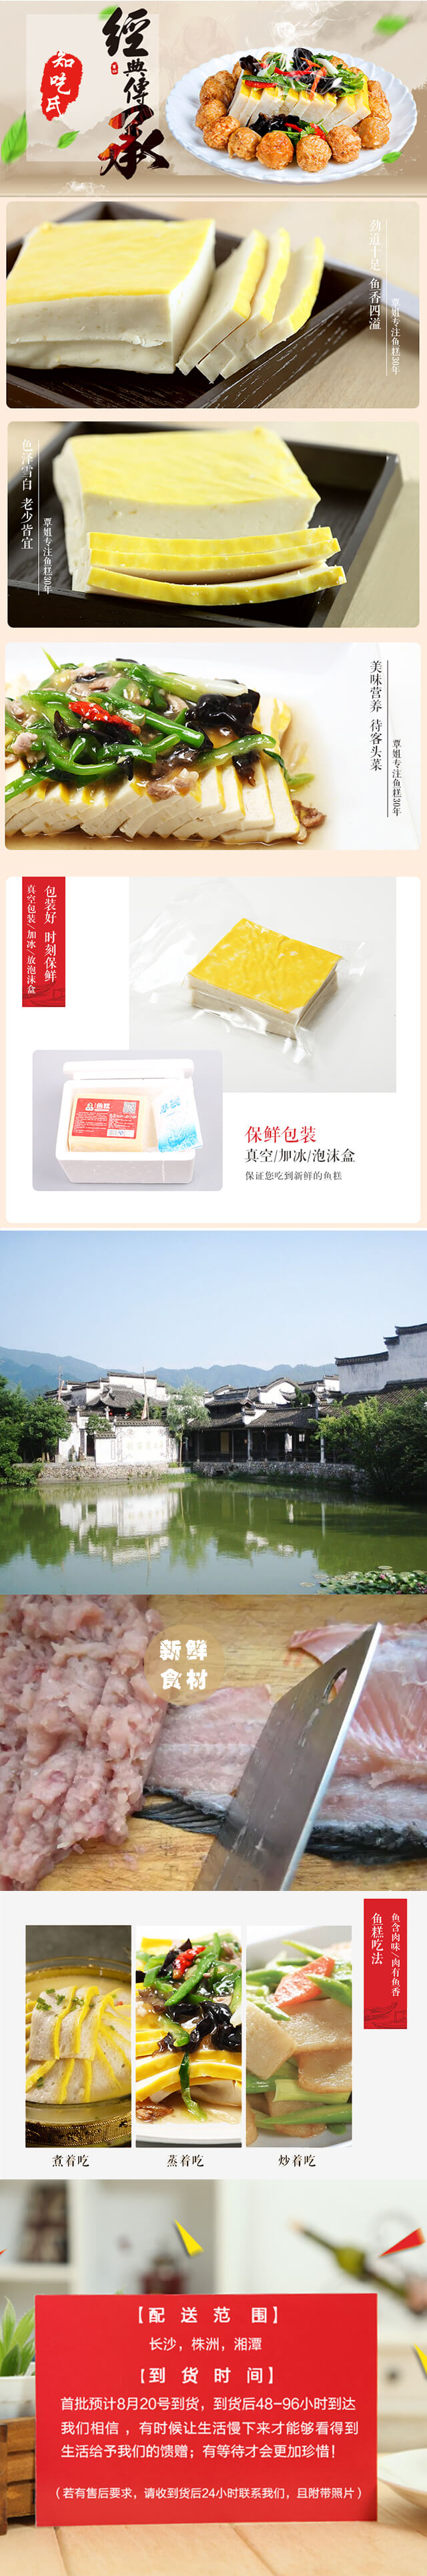 知吃氏
經典傳承
劲道十足 鱼香四溢
覃姐专注鱼糕30年
色泽雪白 老少皆宜
覃姐专注鱼糕30年
美味营养 待客头菜
覃姐专注鱼糕30年
包装好 时刻保鲜
真空包装/加冰/放泡沫盒
鱼糕
保鲜包装
真空/加冰/泡沫盒
保证您吃到新鲜的鱼糕
新鲜
食材
鱼含肉味/肉有鱼香
鱼糕吃法
煮着吃
蒸着吃
炒着吃
【配 送 范 围】
长沙，株洲，湘潭
【到 货 时 间】
首批预计8月20号到货，到货后48-96小时到达
我们相信，有时候让生活慢下来才能够看得到
生活给予我们的馈赠；有等待才会更加珍惜！
（若有售后要求，请收到货后24小时联系我们，且附带照片）